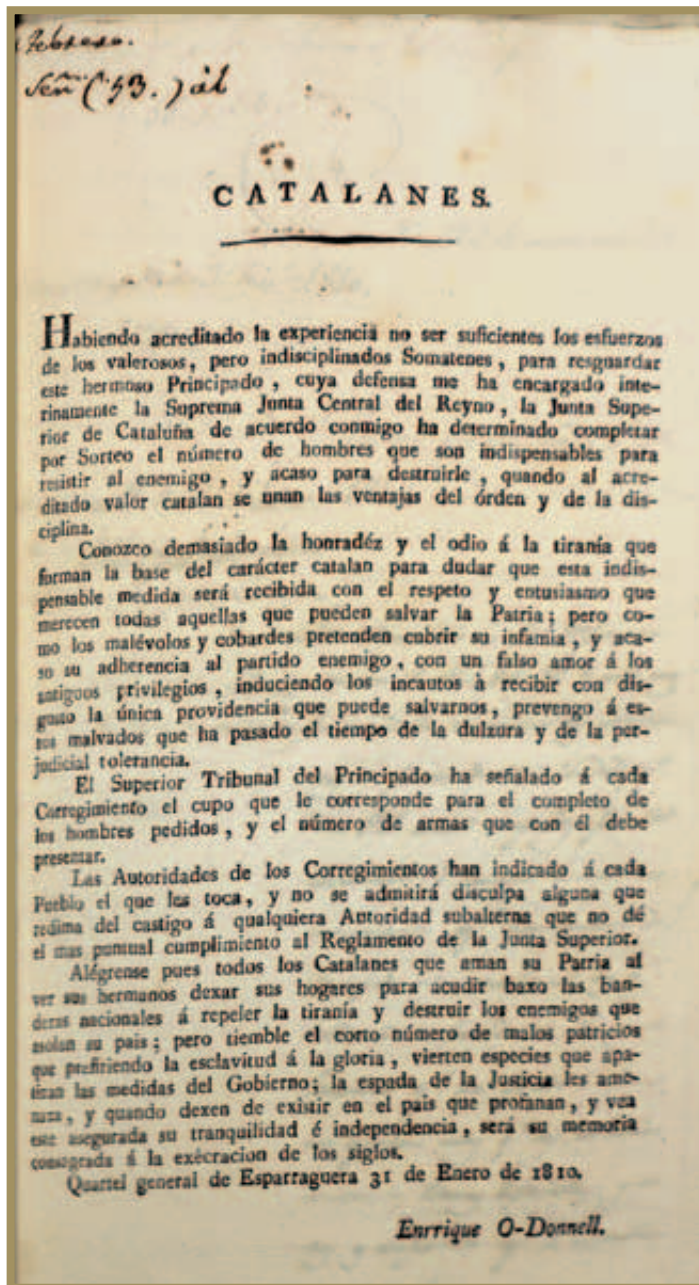 Febrero.
Señ (53.) al
CATALANES.
Habiendo acreditado la experiencia no ser suficientes los esfuerzos
de los valerosos, pero indisciplinados Somatenes, para resguardar
este hermoso Principado, cuya defensa me ha encargado inte-
rinamente la Suprema Junta Central del Reyno, la Junta Supe-
rior de Cataluña de acuerdo conmigo ha determinado completar
por Sorteo el número de hombres que son indispensables para
resistir al enemigo, y acaso para destruirle, quando al acre-
ditado valor catalan se unan las ventajas del órden y de la dis-
ciplina.
Conozco demasiado la honradéz y el odio á la tiranía que
forman la base del carácter catalan para dudar que esta indis-
pensable medida será recibida con el respeto y entusiasmo que
merecen todas aquellas que pueden salvar la Patria; pero co-
mo los malévolos y cobardes pretenden cubrir su infamia, y aca-
so su adherencia al partido enemigo, con un falso amor á los
antiguos privilegios, induciendo los incautos à recibir con dis-
gusto la única providencia que puede salvarnos, prevengo á es-
tos malvados que ha pasado el tiempo de la dulzura y de la per-
judicial tolerancia.
El Superior Tribunal del Principado ha señalado á cada
Corregimiento el cupo que le corresponde para el completo de
los hombres pedidos, y el número de armas que con él debe
presentar.
Las Autoridades de los Corregimientos han indicado á cada
Pueblo el que les toca, y no se admitirá disculpa alguna que
redima del castigo á qualquiera Autoridad subalterna que no dé
el mas puntual cumplimiento al Reglamento de la Junta Superior.
Alégrense pues todos los Catalanes que aman su Patria al
ver sus hermanos dexar sus hogares para acudir baxo las ban-
deras nacionales á repeler la tiranía y destruir los enemigos que
asolan su pais; pero tiemble el corto número de malos patricios
que prefiriendo la esclavitud á la gloria, vierten especies que apa-
tizan las medidas del Gobierno; la espada de la Justicia les ame-
naza, y quando dexen de existir en el pais que profanan, y vea
este asegurada su tranquilidad é independencia, será su memoria
consagrada á la exècracion de los siglos.
Quartel general de Esparraguera 31 de Enero de 1810.
Enrrique O-Donnell.